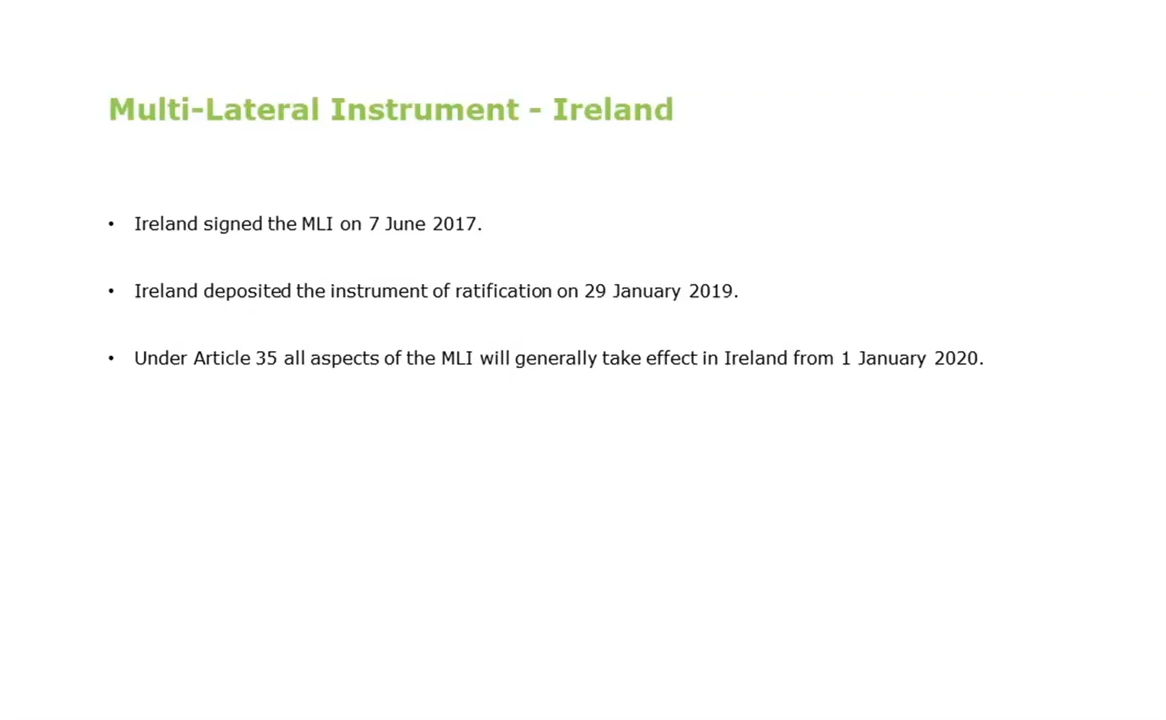 Multi-Lateral Instrument - Ireland
• Ireland signed the MLI on 7 June 2017.
• Ireland deposited the instrument of ratification on 29 January 2019.
• Under Article 35 all aspects of the MLI will generally take effect in Ireland from 1 January 2020.